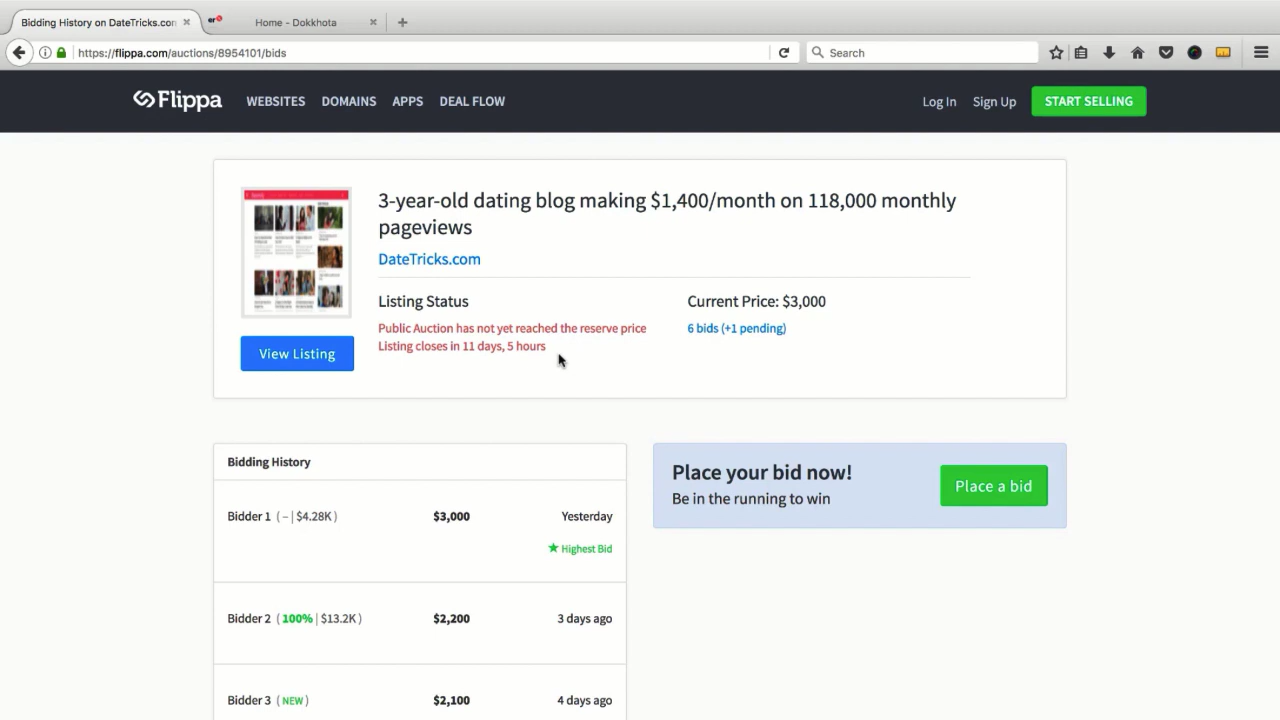 Bidding History on DateTricks.com
Home - Dokkhota
https://flippa.com/auctions/8954101/bids
Search
Flippa
WEBSITES
DOMAINS
APPS
DEAL FLOW
Log In
Sign Up
START SELLING
3-year-old dating blog making $1,400/month on 118,000 monthly
pageviews
DateTricks.com
Listing Status
Current Price: $3,000
Public Auction has not yet reached the reserve price
6 bids (+1 pending)
Listing closes in 11 days, 5 hours
View Listing
Bidding History
Place your bid now!
Be in the running to win
Place a bid
Bidder 1 ( – | $4.28K ) $3,000 Yesterday
★ Highest Bid
Bidder 2 ( 100% | $13.2K ) $2,200 3 days ago
Bidder 3 ( NEW ) $2,100 4 days ago